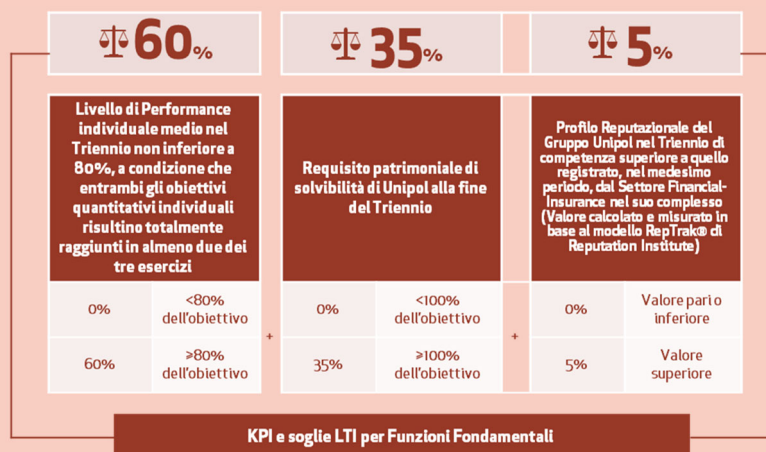 60%
35%
5%
Livello di Performance
individuale medio nel
Triennio non inferiore a
80%, a condizione che
entrambi gli obiettivi
quantitativi individuali
risultino totalmente
raggiunti in almeno due dei
tre esercizi
Requisito patrimoniale di
solvibilità di Unipol alla fine
del Triennio
Profilo Reputazionale del
Gruppo Unipol nel Triennio di
competenza superiore a quello
registrato, nel medesimo
periodo, dal Settore Financial-
Insurance nel suo complesso
(Valore calcolato e misurato in
base al modello RepTrak® di
Reputation Institute)
0%
<80%
dell'obiettivo
60%
≥80%
dell'obiettivo
+
0%
<100%
dell'obiettivo
35%
≥100%
dell'obiettivo
+
0%
Valore pari o
inferiore
5%
Valore
superiore
KPI e soglie LTI per Funzioni Fondamentali